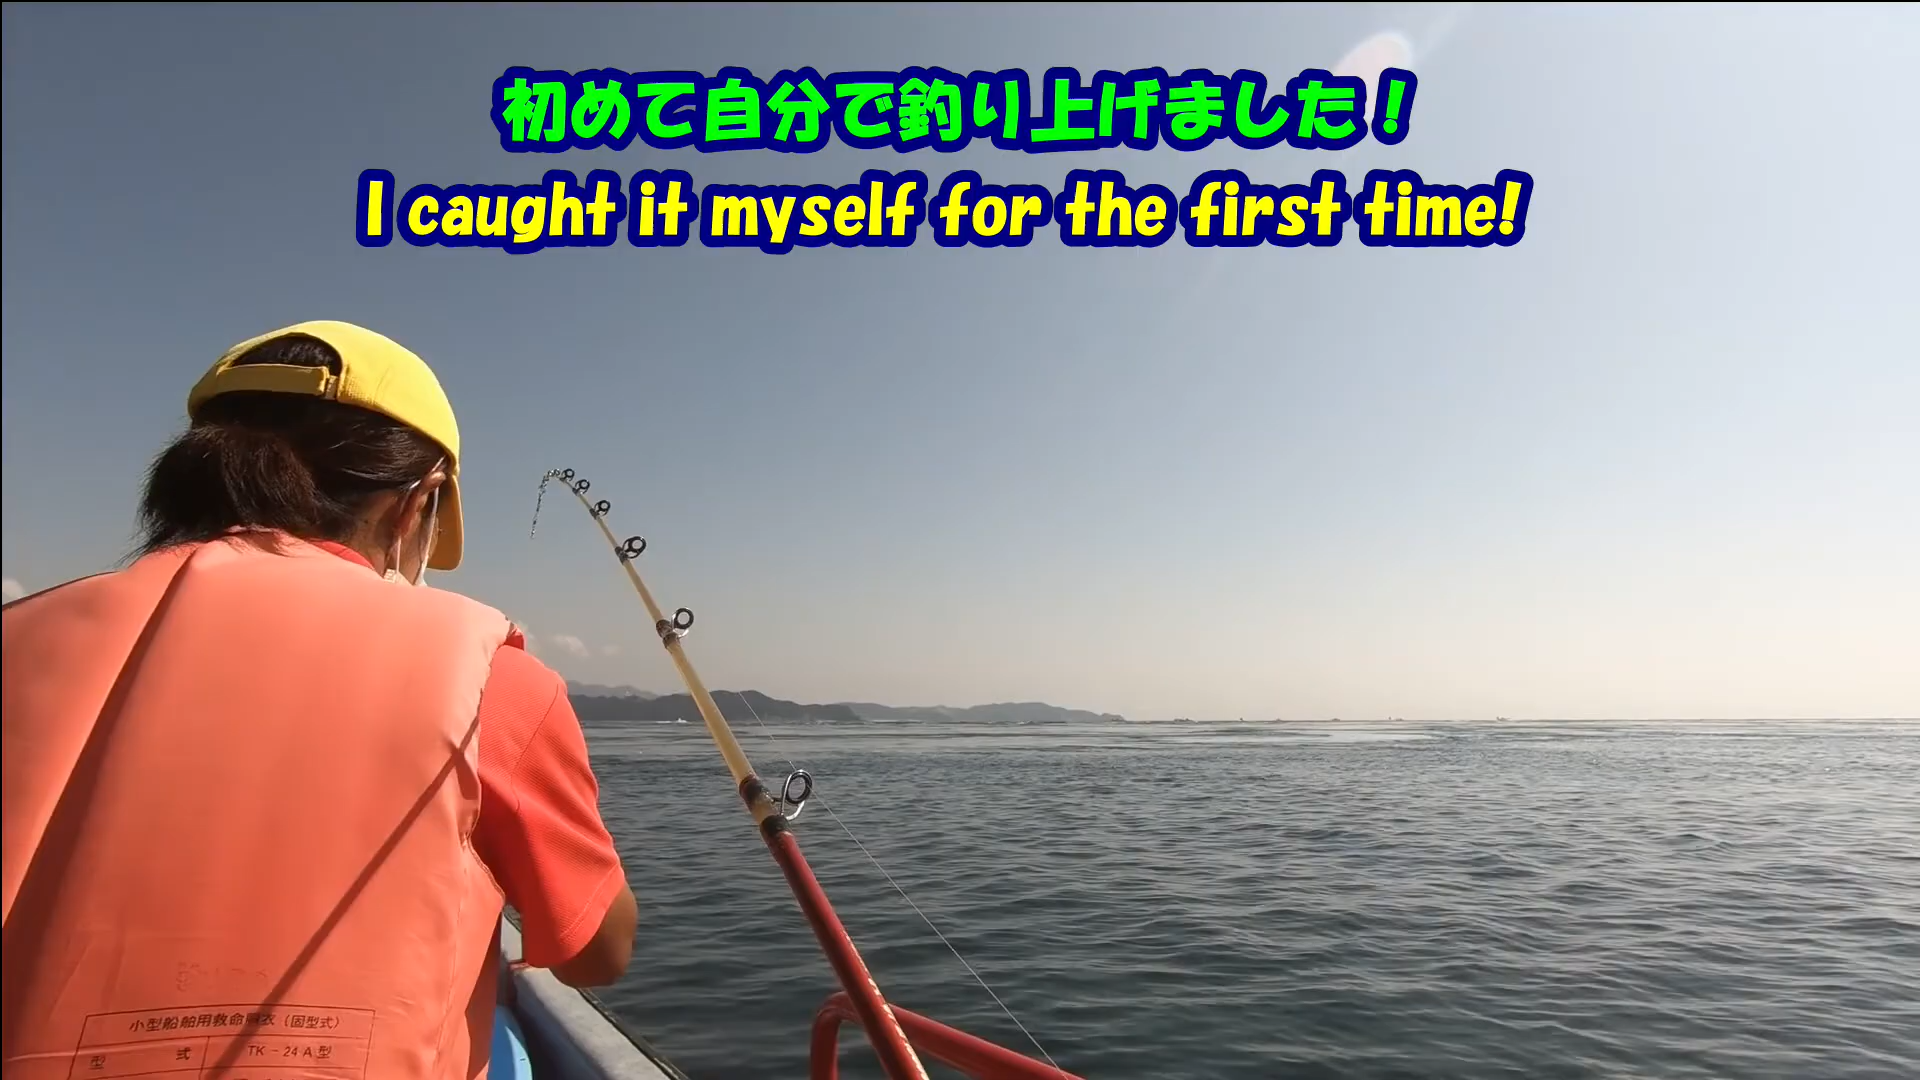 初めて自分で釣り上げました！
I caught it myself for the first time!
小型船舶用救命胴衣（固型式）
型 式 TK－24A型